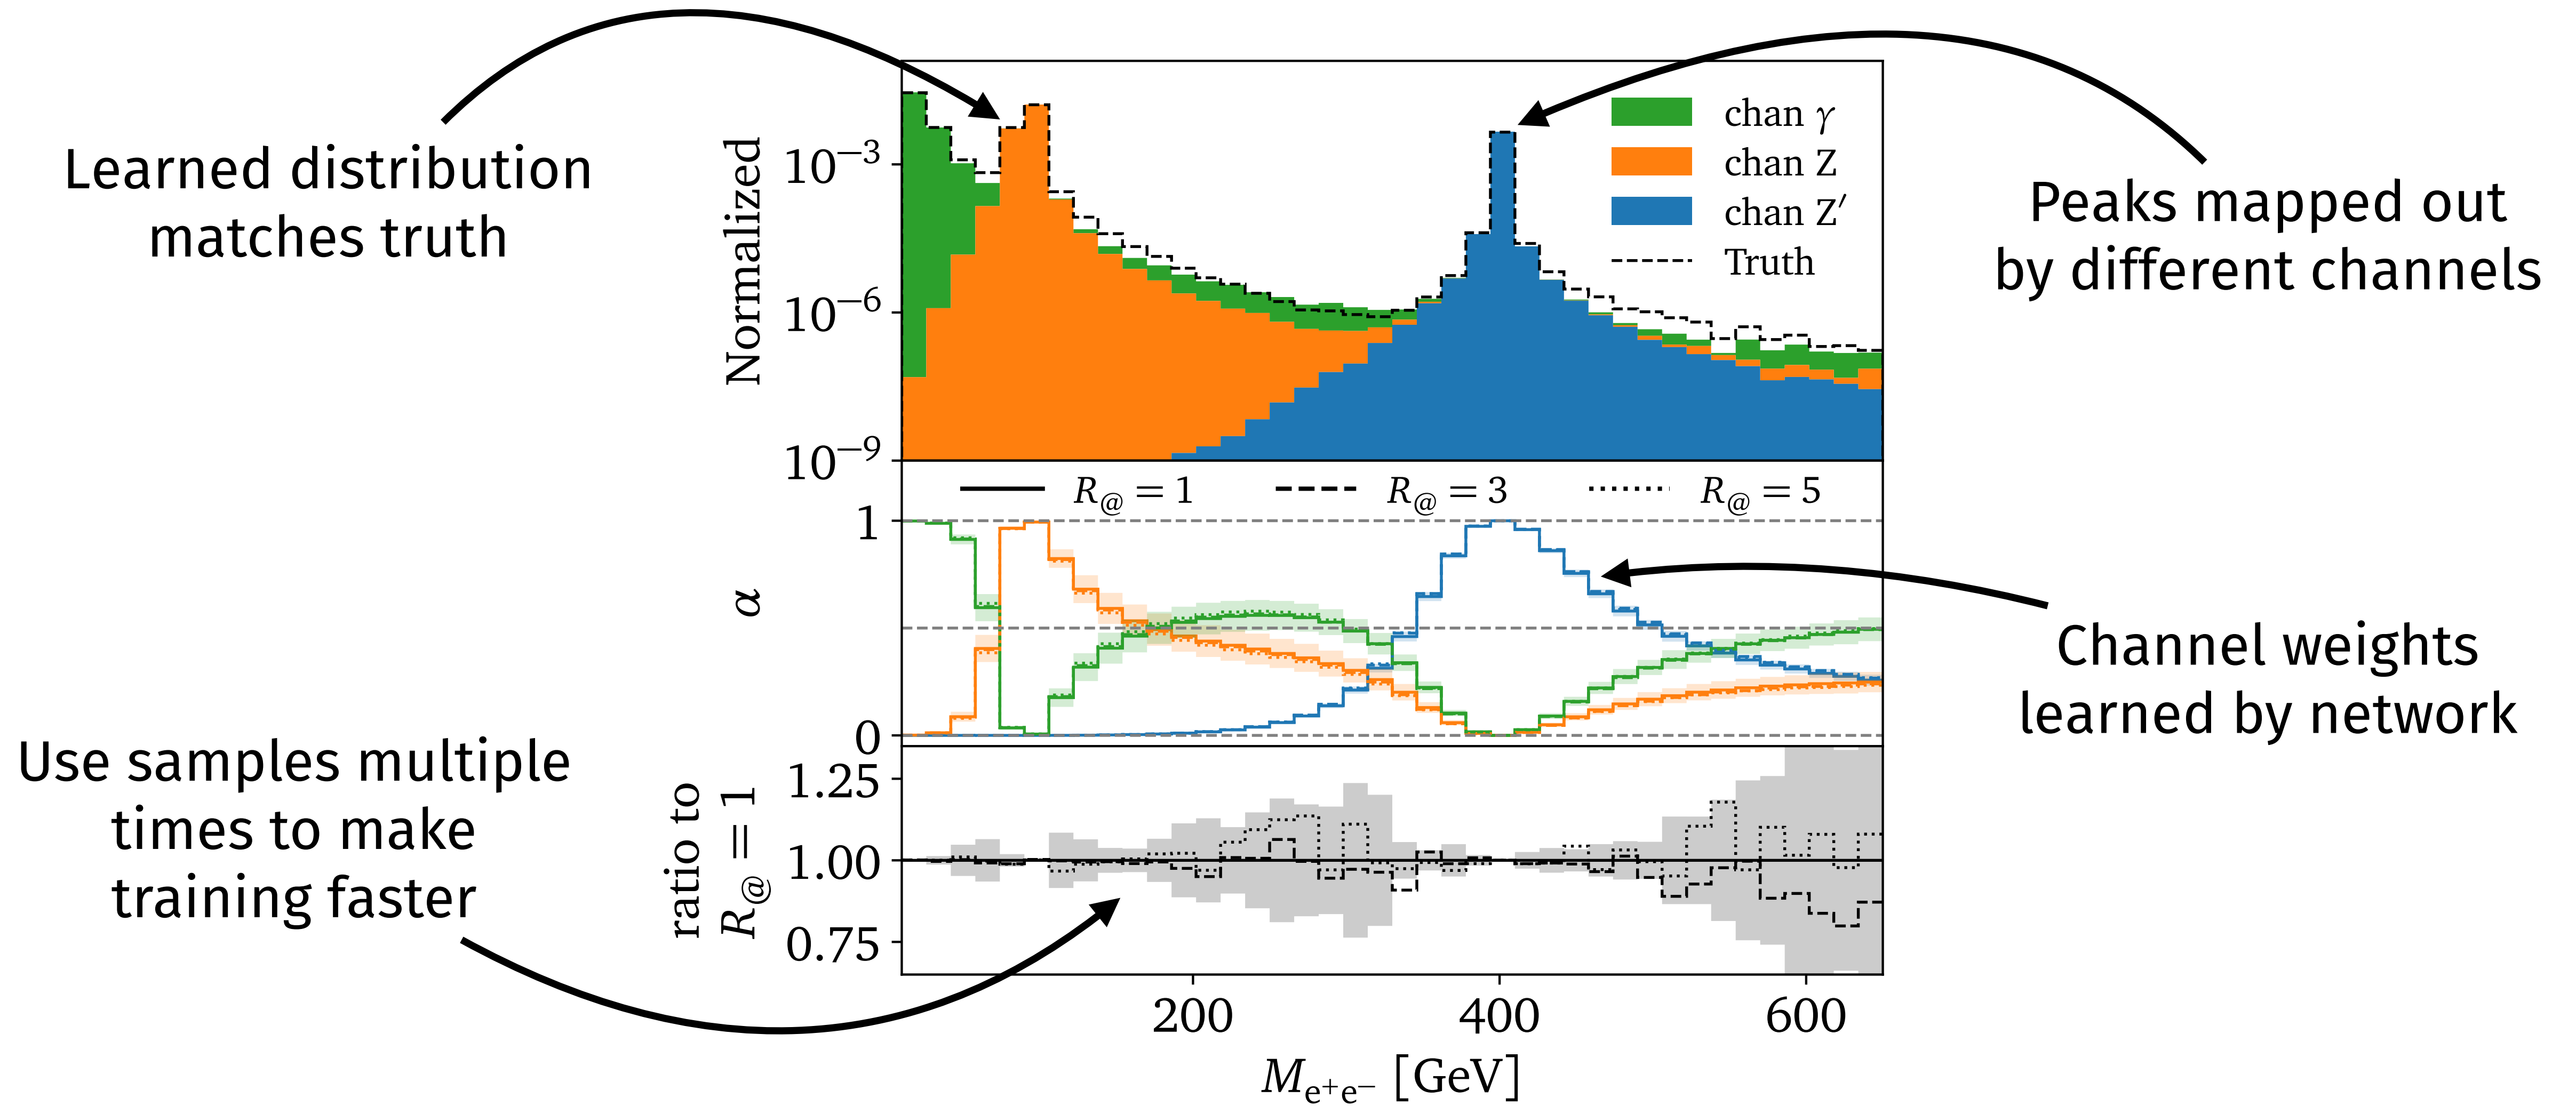 Learned distribution
matches truth
Peaks mapped out
by different channels
Channel weights
learned by network
Use samples multiple
times to make
training faster
Normalized
10⁻³
10⁻⁶
10⁻⁹
chan γ
chan Z
chan Z′
Truth
R@ = 1
R@ = 3
R@ = 5
α
1
0
ratio to
R@ = 1
1.25
1.00
0.75
200
400
600
Me⁺e⁻ [GeV]